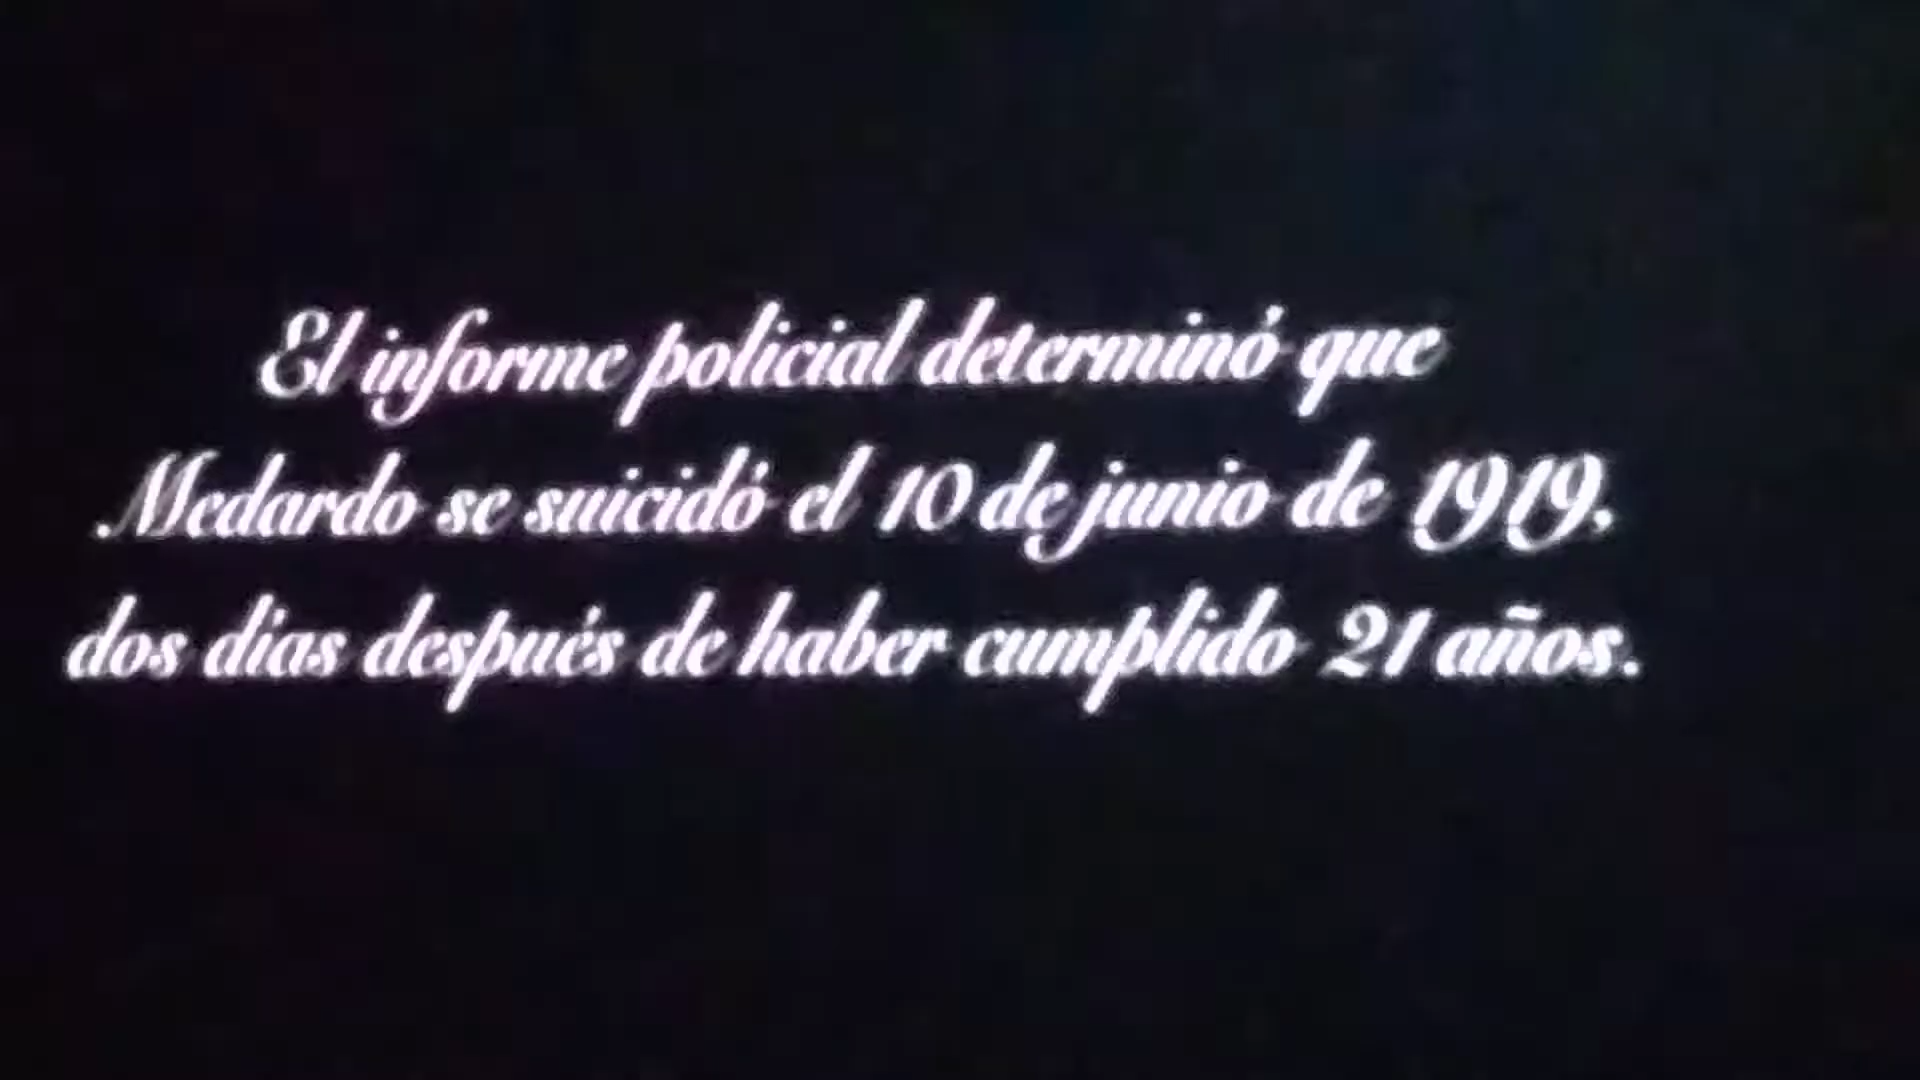 El informe policial determinó que
Medardo se suicidó el 10 de junio de 1919,
dos días después de haber cumplido 21 años.